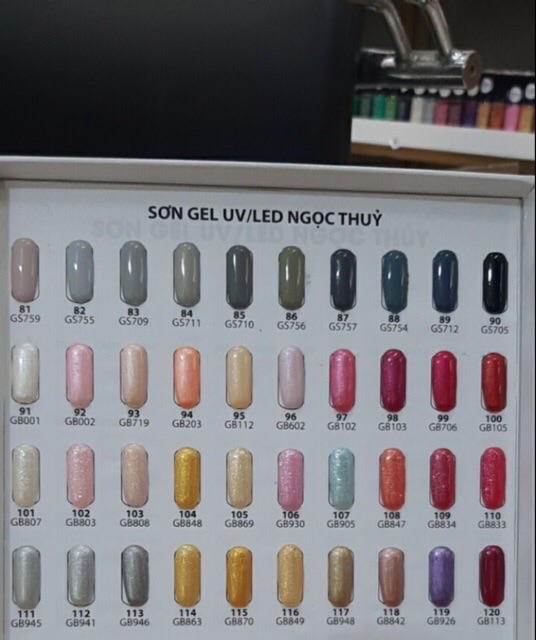 SƠN GEL UV/LED NGỌC THUỶ
81 82 83 84 85 86 87 88 89 90
GS759 GS755 GS709 GS711 GS710 GS756 GS757 GS754 GS712 GS705
91 92 93 94 95 96 97 98 99 100
GB001 GB002 GB719 GB203 GB112 GB602 GB102 GB103 GB706 GB105
101 102 103 104 105 106 107 108 109 110
GB807 GB803 GB808 GB848 GB869 GB930 GB905 GB847 GB834 GB833
111 112 113 114 115 116 117 118 119 120
GB945 GB941 GB946 GB863 GB870 GB849 GB948 GB842 GB926 GB113